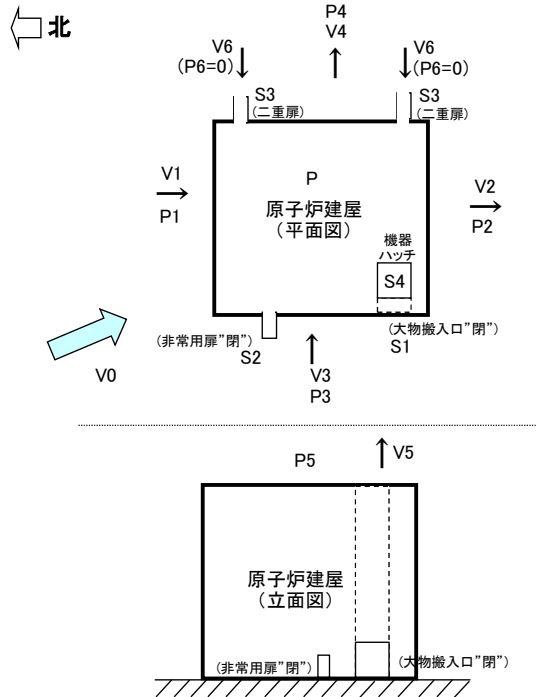 北
P4
V4
V6
(P6=0)
V6
(P6=0)
S3
(二重扉)
S3
(二重扉)
P
原子炉建屋
(平面図)
V1
P1
V2
P2
機器
ハッチ
S4
(非常用扉”閉”)
S2
(大物搬入口”閉”)
S1
V3
P3
V0
P5
V5
原子炉建屋
(立面図)
(非常用扉”閉”)
(大物搬入口”閉”)